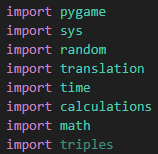 import pygame
import sys
import random
import translation
import time
import calculations
import math
import triples